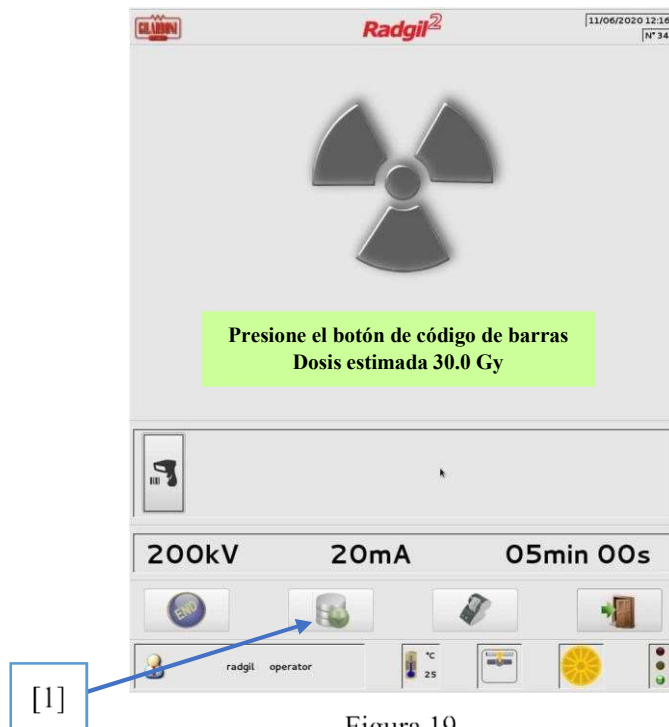 GILARDONI
Radgil2
11/06/2020 12:16
N° 34
Presione el botón de código de barras
Dosis estimada 30.0 Gy
200kV 20mA 05min 00s
END
radgil operator
°C
25
[1]
Figura 19